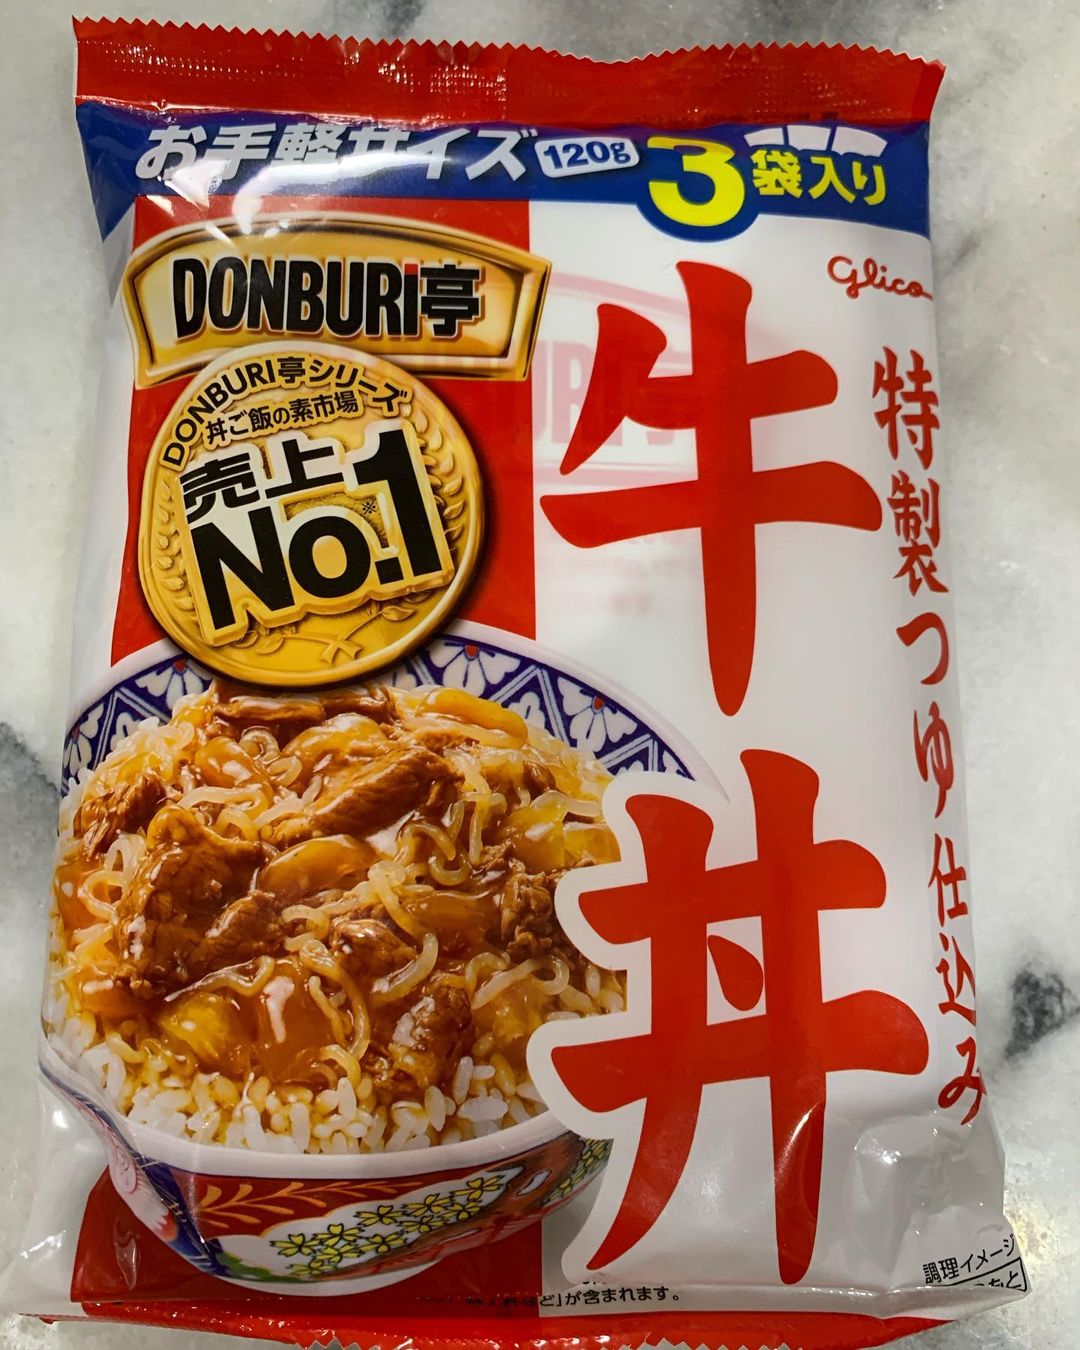 お手軽サイズ 120g 3袋入り
Glico
DONBURI亭
DONBURI亭シリーズ
丼ご飯の素市場
売上
No.1※
牛丼
特製つゆ仕込み
調理イメージ
など」が含まれます。